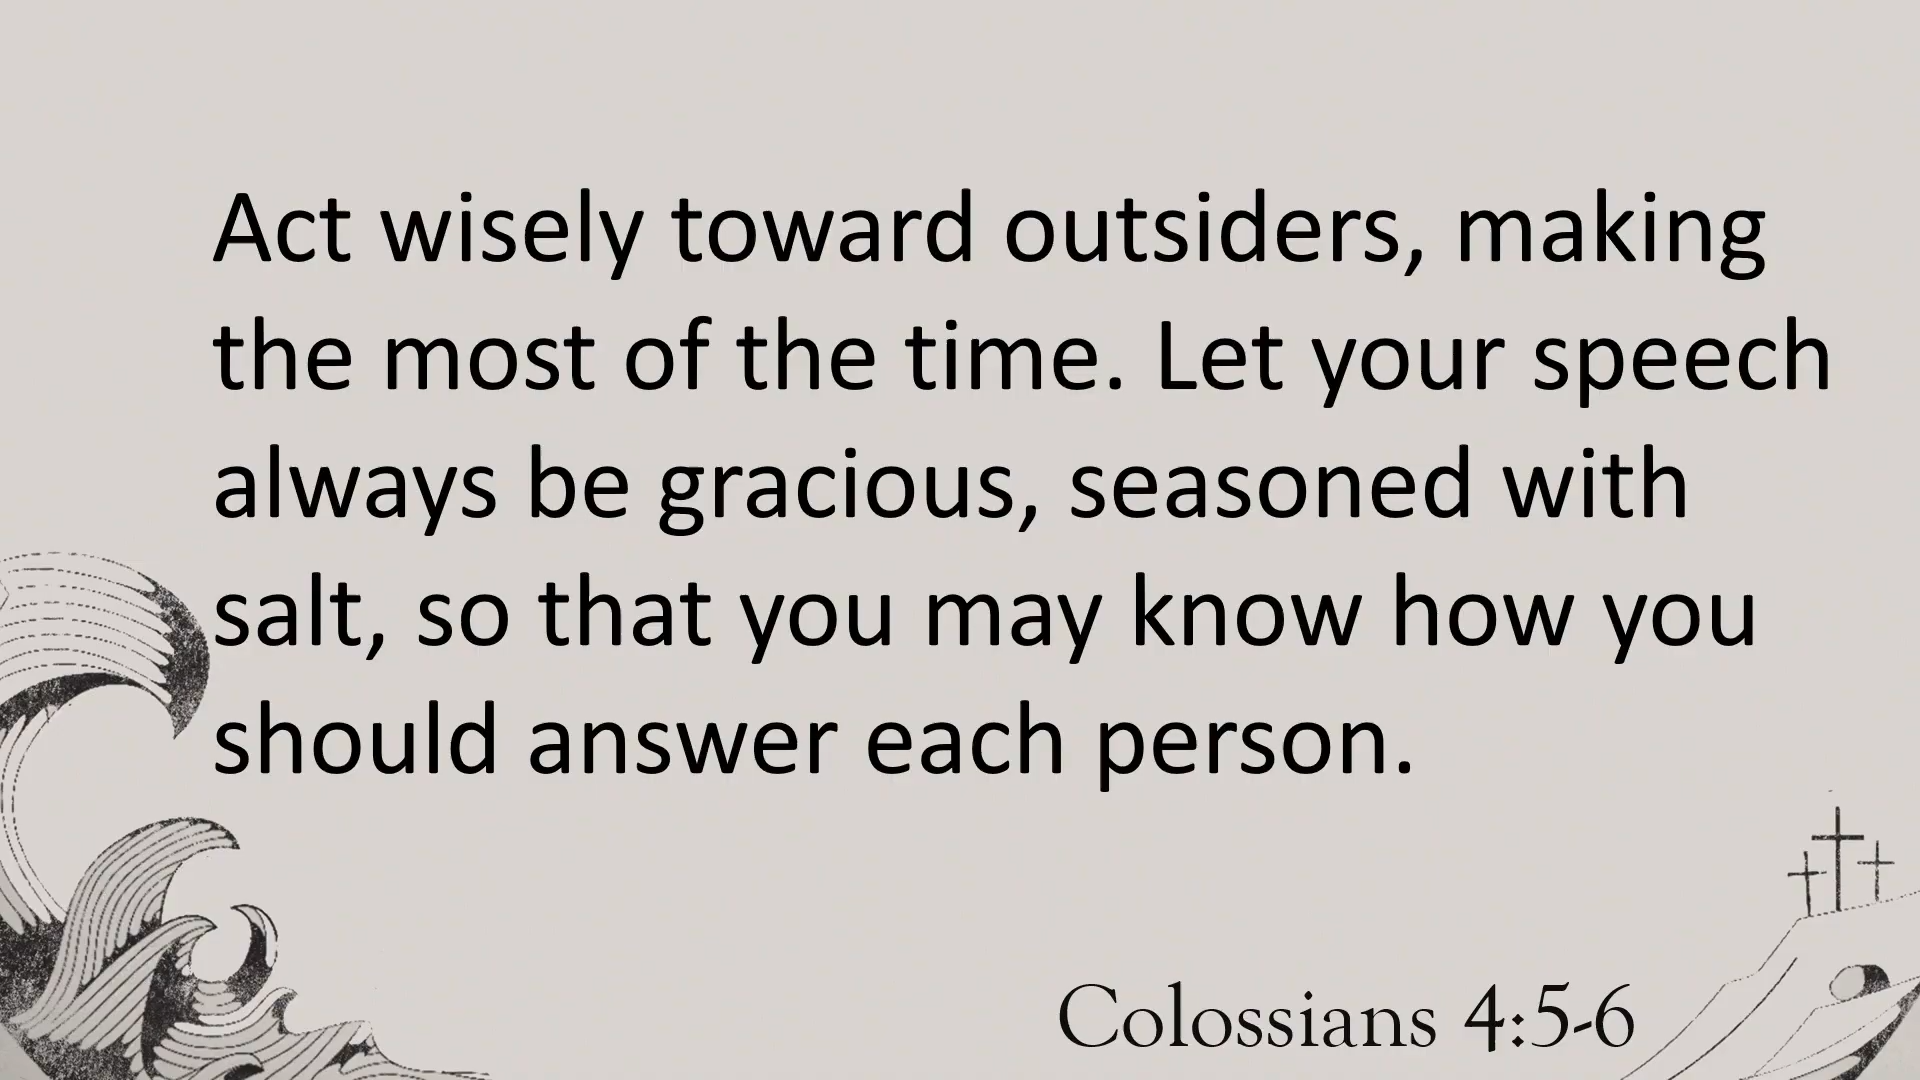 Act wisely toward outsiders, making
the most of the time. Let your speech
always be gracious, seasoned with
salt, so that you may know how you
should answer each person.
Colossians 4:5-6